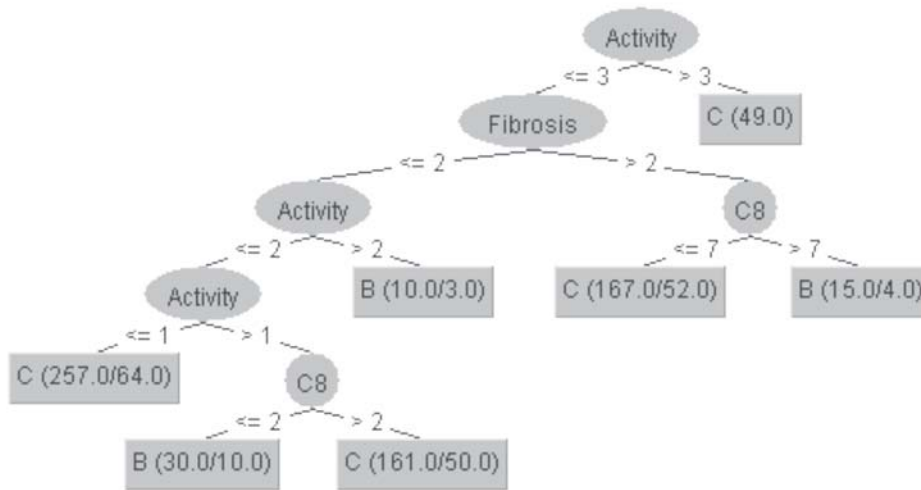 Activity
<= 3
> 3
Fibrosis
C (49.0)
<= 2
> 2
Activity
C8
<= 2
> 2
<= 7
> 7
Activity
B (10.0/3.0)
C (167.0/52.0)
B (15.0/4.0)
<= 1
> 1
C (257.0/64.0)
C8
<= 2
> 2
B (30.0/10.0)
C (161.0/50.0)